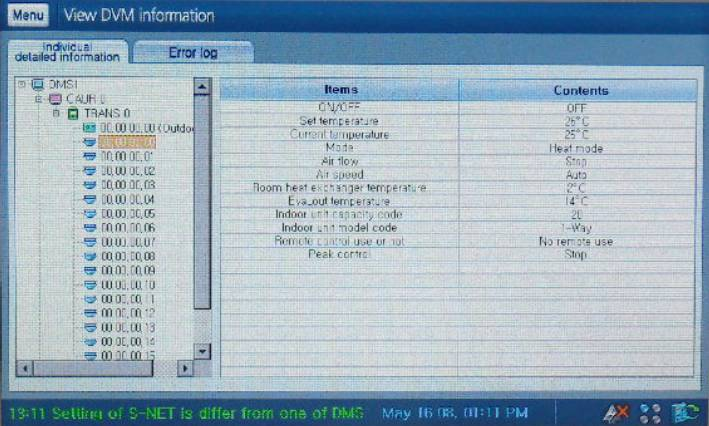 Menu View DVM information
Individual detailed information
Error log
DMS1
CAUH 0
TRANS 0
00,00,00,00 (Outdo
00,00,00,00
00,00,00,01
00,00,00,02
00,00,00,03
00,00,00,04
00,00,00,05
00,00,00,06
00,00,00,07
00,00,00,08
00,00,00,09
00,00,00,10
00,00,00,11
00,00,00,12
00,00,00,13
00,00,00,14
00,00,00,15
Items Contents
ON/OFF OFF
Set temperature 26°C
Current temperature 25°C
Mode Heat mode
Air flow Stop
Air speed Auto
Room heat exchanger temperature 2°C
Eva_out temperature 14°C
Indoor unit capacity code 20
Indoor unit model code 1-Way
Remote control use or not No remote use
Peak control Stop
13:11 Setting of S-NET is differ from one of DMS May 16 08, 01:11 PM